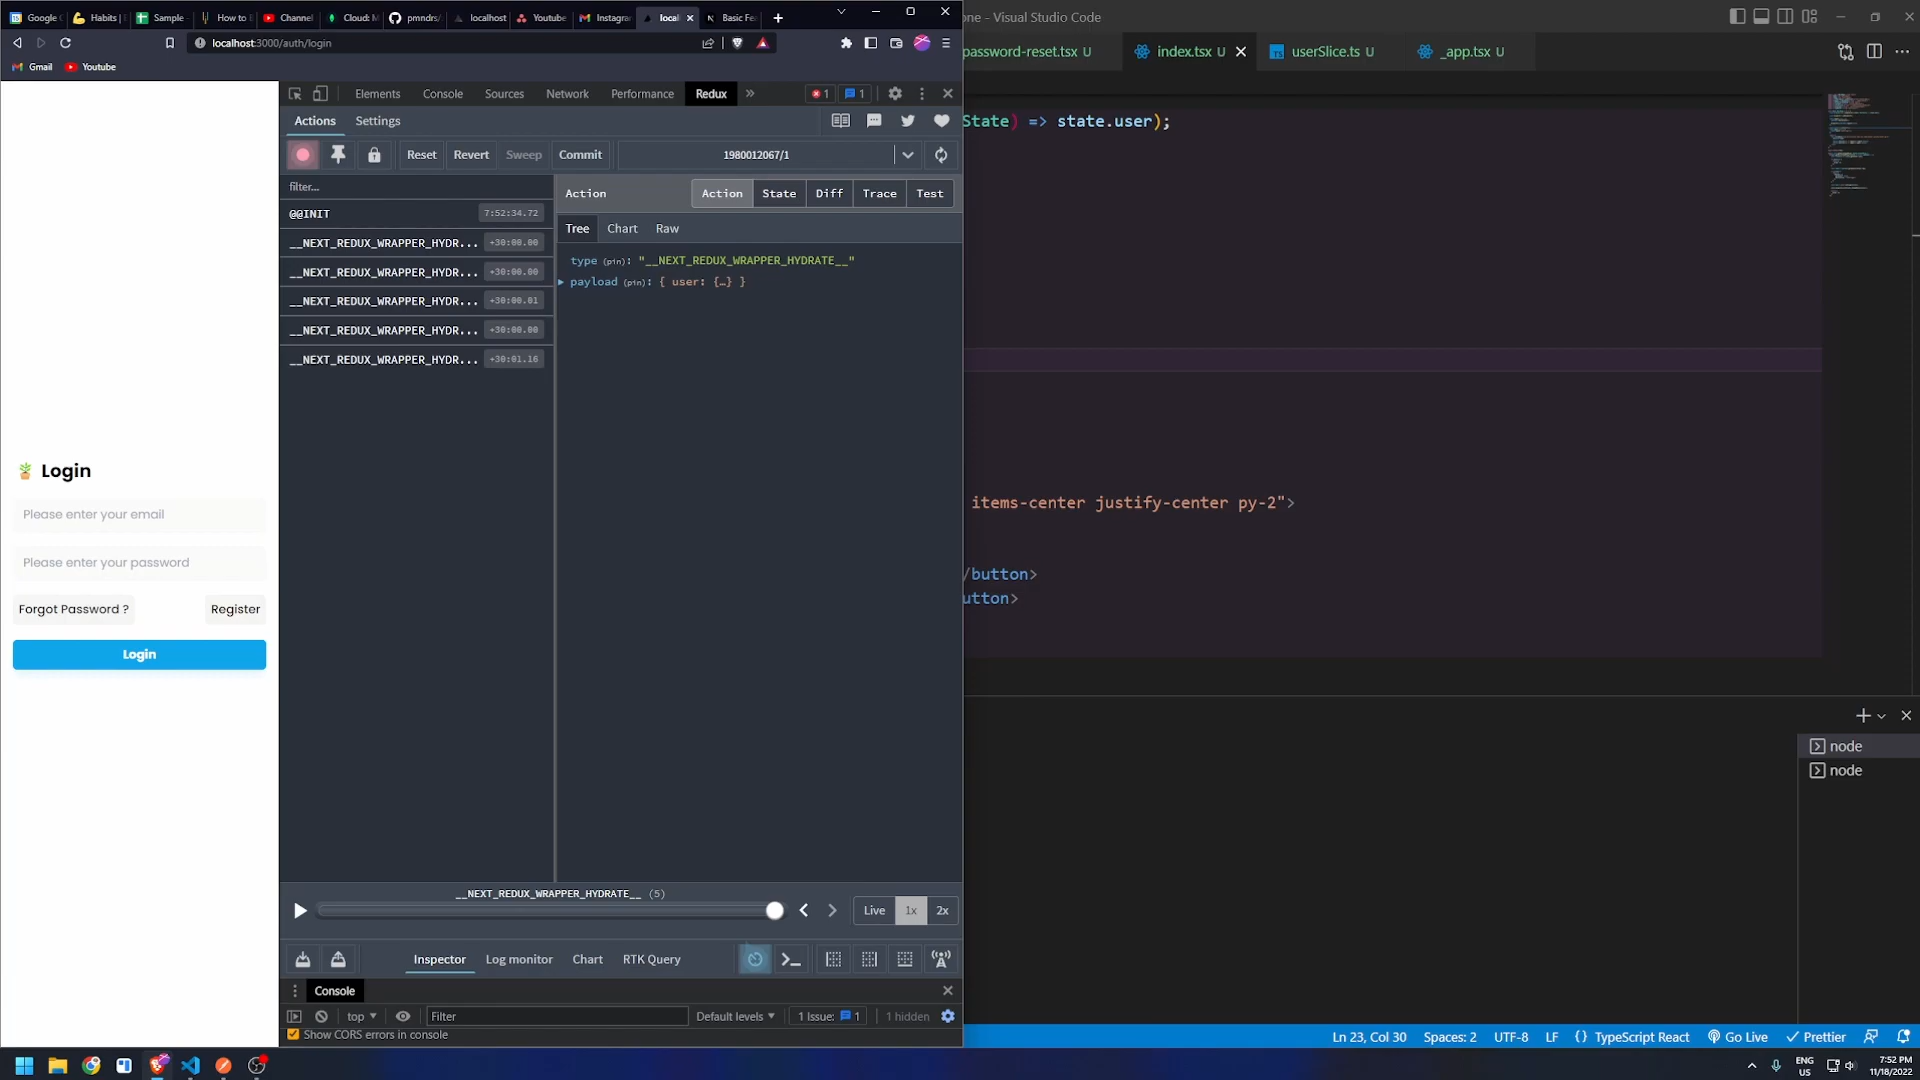 Google
Habits
Sample
How to
Channel
Cloud: M
pmndrs/
localhost
Youtube
Instagra
local
Basic Fe
one - Visual Studio Code
localhost:3000/auth/login
Gmail
Youtube
password-reset.tsx U
index.tsx U
userSlice.ts U
_app.tsx U
Elements
Console
Sources
Network
Performance
Redux
1
1
Actions
Settings
State) => state.user);
Reset
Revert
Sweep
Commit
1980012067/1
filter...
Action
Action
State
Diff
Trace
Test
@@INIT
7:52:34.72
Tree
Chart
Raw
__NEXT_REDUX_WRAPPER_HYDR...
+30:00.00
type (pin): "__NEXT_REDUX_WRAPPER_HYDRATE__"
__NEXT_REDUX_WRAPPER_HYDR...
+30:00.00
payload (pin): { user: {…} }
__NEXT_REDUX_WRAPPER_HYDR...
+30:00.01
__NEXT_REDUX_WRAPPER_HYDR...
+30:00.00
__NEXT_REDUX_WRAPPER_HYDR...
+30:01.16
Login
Please enter your email
Please enter your password
Forgot Password ?
Register
Login
items-center justify-center py-2">
/button>
utton>
node
node
__NEXT_REDUX_WRAPPER_HYDRATE__ (5)
Live
1x
2x
Inspector
Log monitor
Chart
RTK Query
Console
top
Filter
Default levels
1 Issue:
1
1 hidden
Show CORS errors in console
Ln 23, Col 30
Spaces: 2
UTF-8
LF
{} TypeScript React
Go Live
Prettier
ENG
US
7:52 PM
11/18/2022